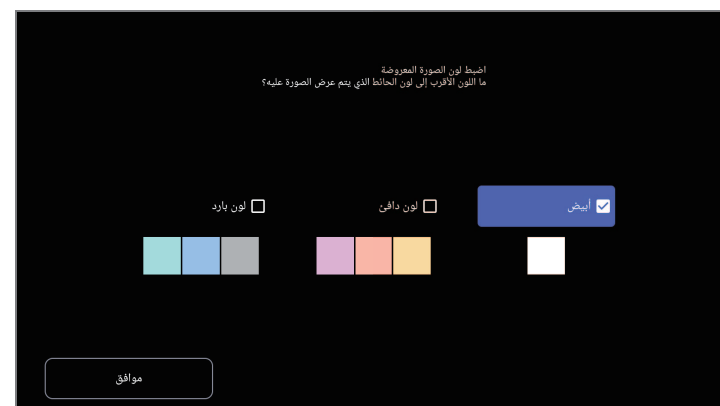 اضبط لون الصورة المعروضة
ما اللون الأقرب إلى لون الحائط الذي يتم عرض الصورة عليه؟
أبيض
لون دافئ
لون بارد
موافق